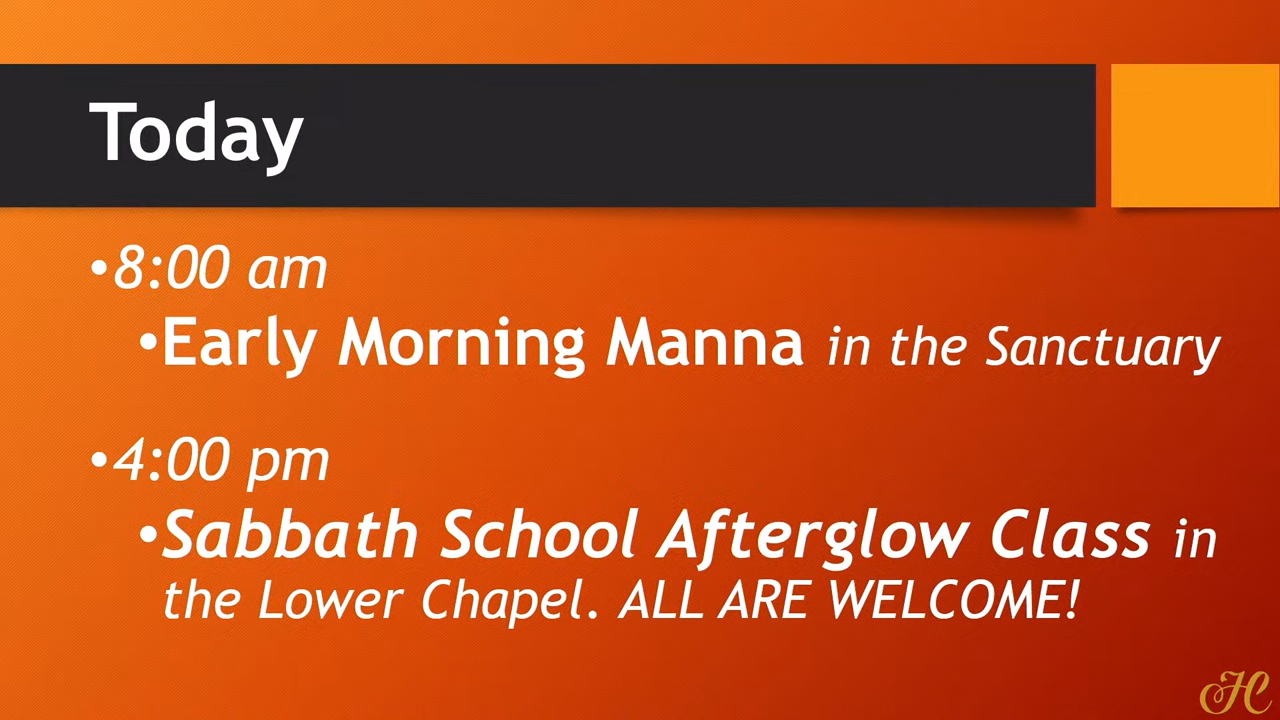 Today
•8:00 am
•Early Morning Manna in the Sanctuary
•4:00 pm
•Sabbath School Afterglow Class in
the Lower Chapel. ALL ARE WELCOME!
HC